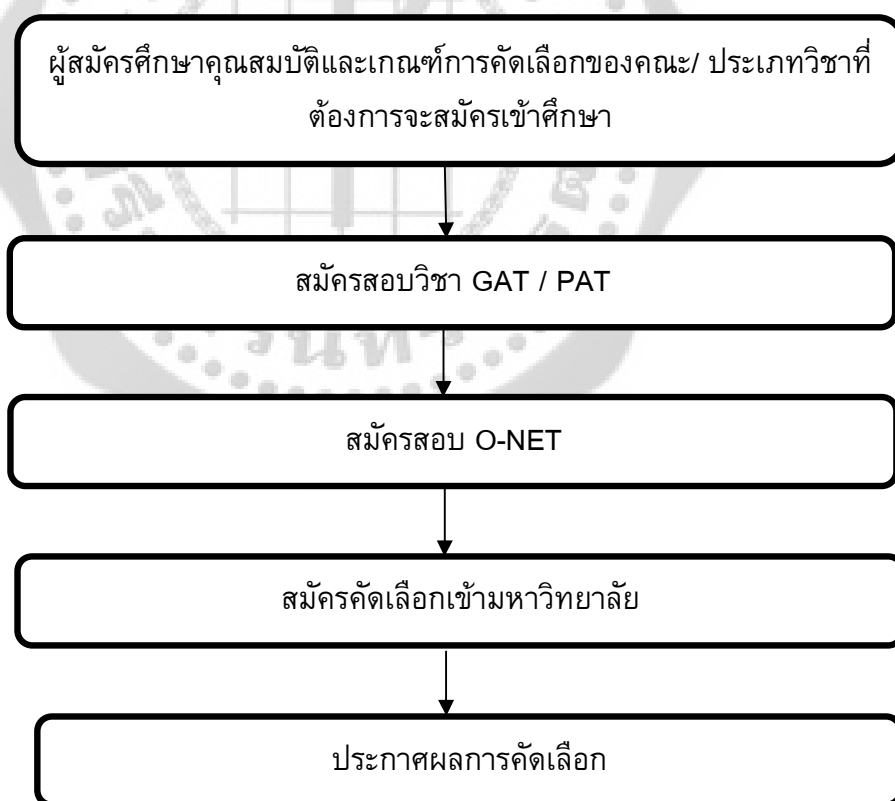 ผู้สมัครศึกษาคุณสมบัติและเกณฑ์การคัดเลือกของคณะ/ ประเภทวิชาที่
ต้องการจะสมัครเข้าศึกษา
สมัครสอบวิชา GAT / PAT
สมัครสอบ O-NET
สมัครคัดเลือกเข้ามหาวิทยาลัย
ประกาศผลการคัดเลือก